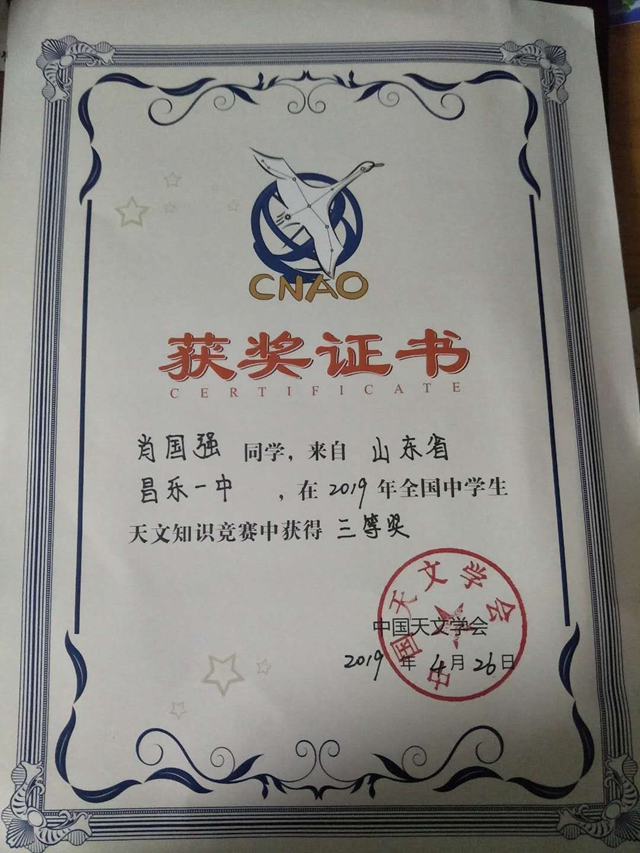 CNAO
获奖证书
CERTIFICATE
肖国强 同学，来自 山东省
昌乐一中 ，在 2019 年全国中学生
天文知识竞赛中获得 三等奖
中国天文学会
中国天文学会
2019 年 4 月 26 日